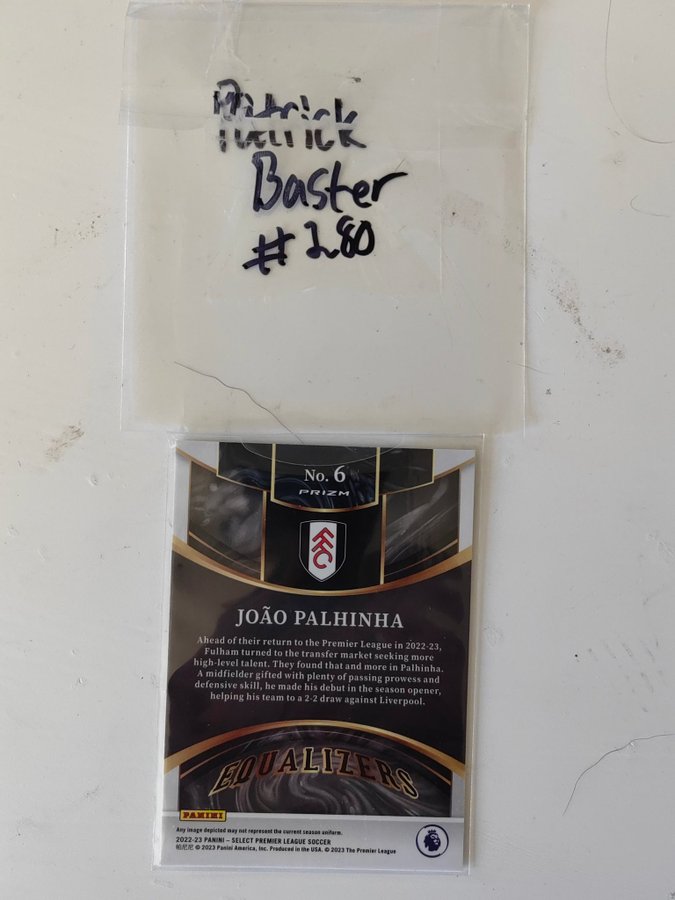 Patrick
Baster
#280
No. 6
PRIZM
FFC
JOÃO PALHINHA
Ahead of their return to the Premier League in 2022-23,
Fulham turned to the transfer market seeking more
high-level talent. They found that and more in Palhinha.
A midfielder gifted with plenty of passing prowess and
defensive skill, he made his debut in the season opener,
helping his team to a 2-2 draw against Liverpool.
EQUALIZERS
PANINI
Any image depicted may not represent the current season uniform.
2022-23 PANINI – SELECT PREMIER LEAGUE SOCCER
帕尼尼 © 2023 Panini America, Inc. Produced in the USA. © 2023 The Premier League